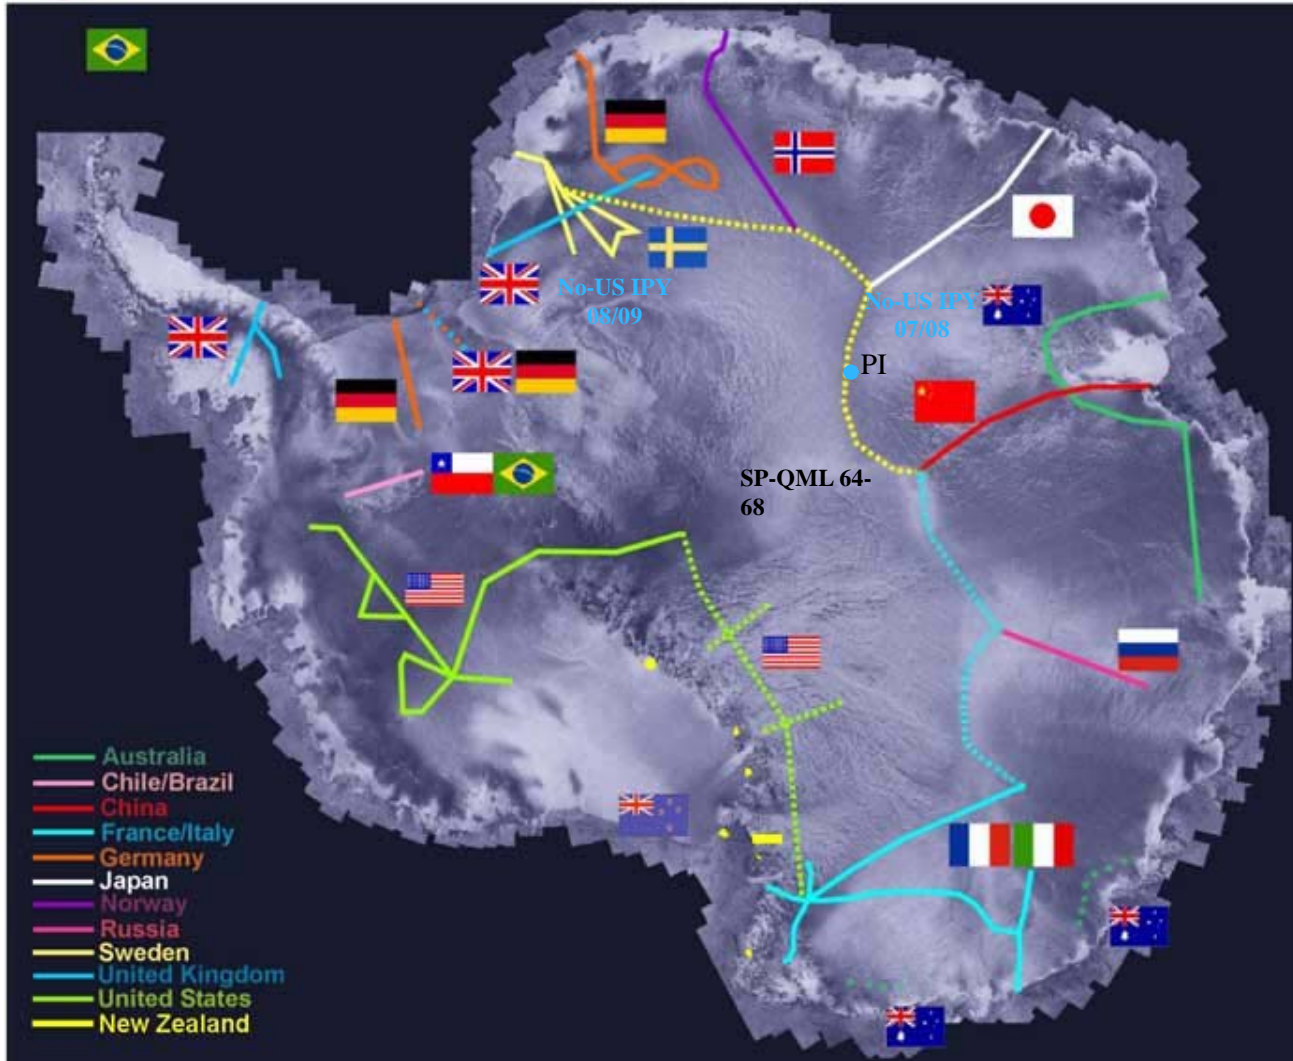 No-US IPY
08/09
No-US IPY
07/08
PI
SP-QML 64-
68
Australia
Chile/Brazil
China
France/Italy
Germany
Japan
Norway
Russia
Sweden
United Kingdom
United States
New Zealand